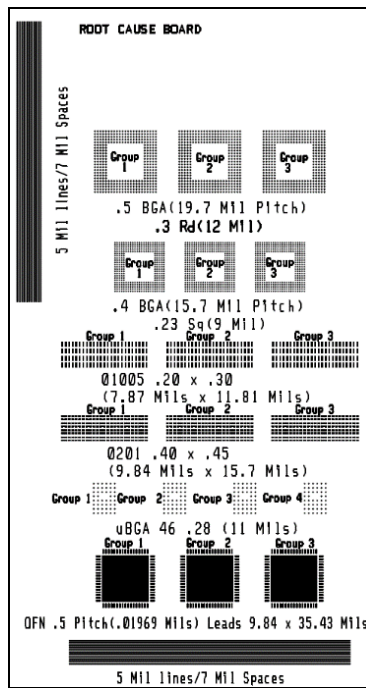 ROOT CAUSE BOARD
5 Mil lines/7 Mil Spaces
Group 1 Group 2 Group 3
.5 BGA(19.7 Mil Pitch)
.3 Rd(12 Mil)
Group 1 Group 2 Group 3
.4 BGA(15.7 Mil Pitch)
.23 Sq(9 Mil)
Group 1 Group 2 Group 3
01005 .20 x .30
(7.87 Mils x 11.81 Mils)
Group 1 Group 2 Group 3
0201 .40 x .45
(9.84 Mils x 15.7 Mils)
Group 1 Group 2 Group 3 Group 4
uBGA 46 .28 (11 Mils)
Group 1 Group 2 Group 3
QFN .5 Pitch(.01969 Mils) Leads 9.84 x 35.43 Mils
5 Mil lines/7 Mil Spaces